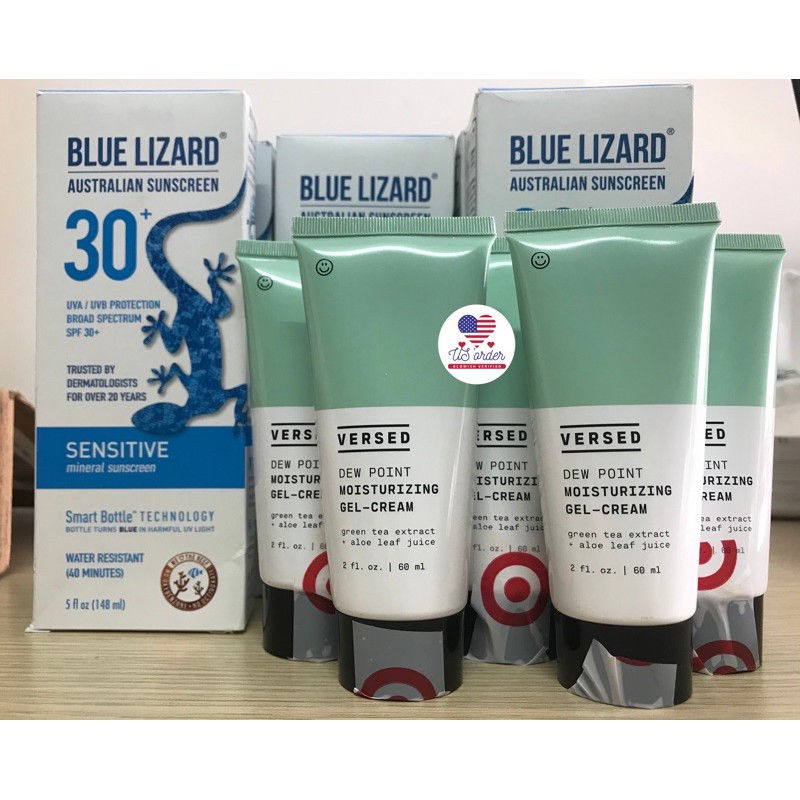 BLUE LIZARD®
AUSTRALIAN SUNSCREEN
30+
UVA / UVB PROTECTION
BROAD SPECTRUM
SPF 30+
TRUSTED BY
DERMATOLOGISTS
FOR OVER 20 YEARS
SENSITIVE
mineral sunscreen
Smart Bottle™ TECHNOLOGY
BOTTLE TURNS BLUE IN HARMFUL UV LIGHT
WATER RESISTANT
(40 MINUTES)
5 fl oz (148 ml)
BLUE LIZARD®
AUSTRALIAN SUNSCREEN
BLUE LIZARD®
AUSTRALIAN SUNSCREEN
US order
VERSED
DEW POINT
MOISTURIZING
GEL-CREAM
green tea extract
+ aloe leaf juice
2 fl. oz. | 60 ml
VERSED
DEW POINT
MOISTURIZING
GEL-CREAM
green tea extract
+ aloe leaf juice
2 fl. oz. | 60 ml